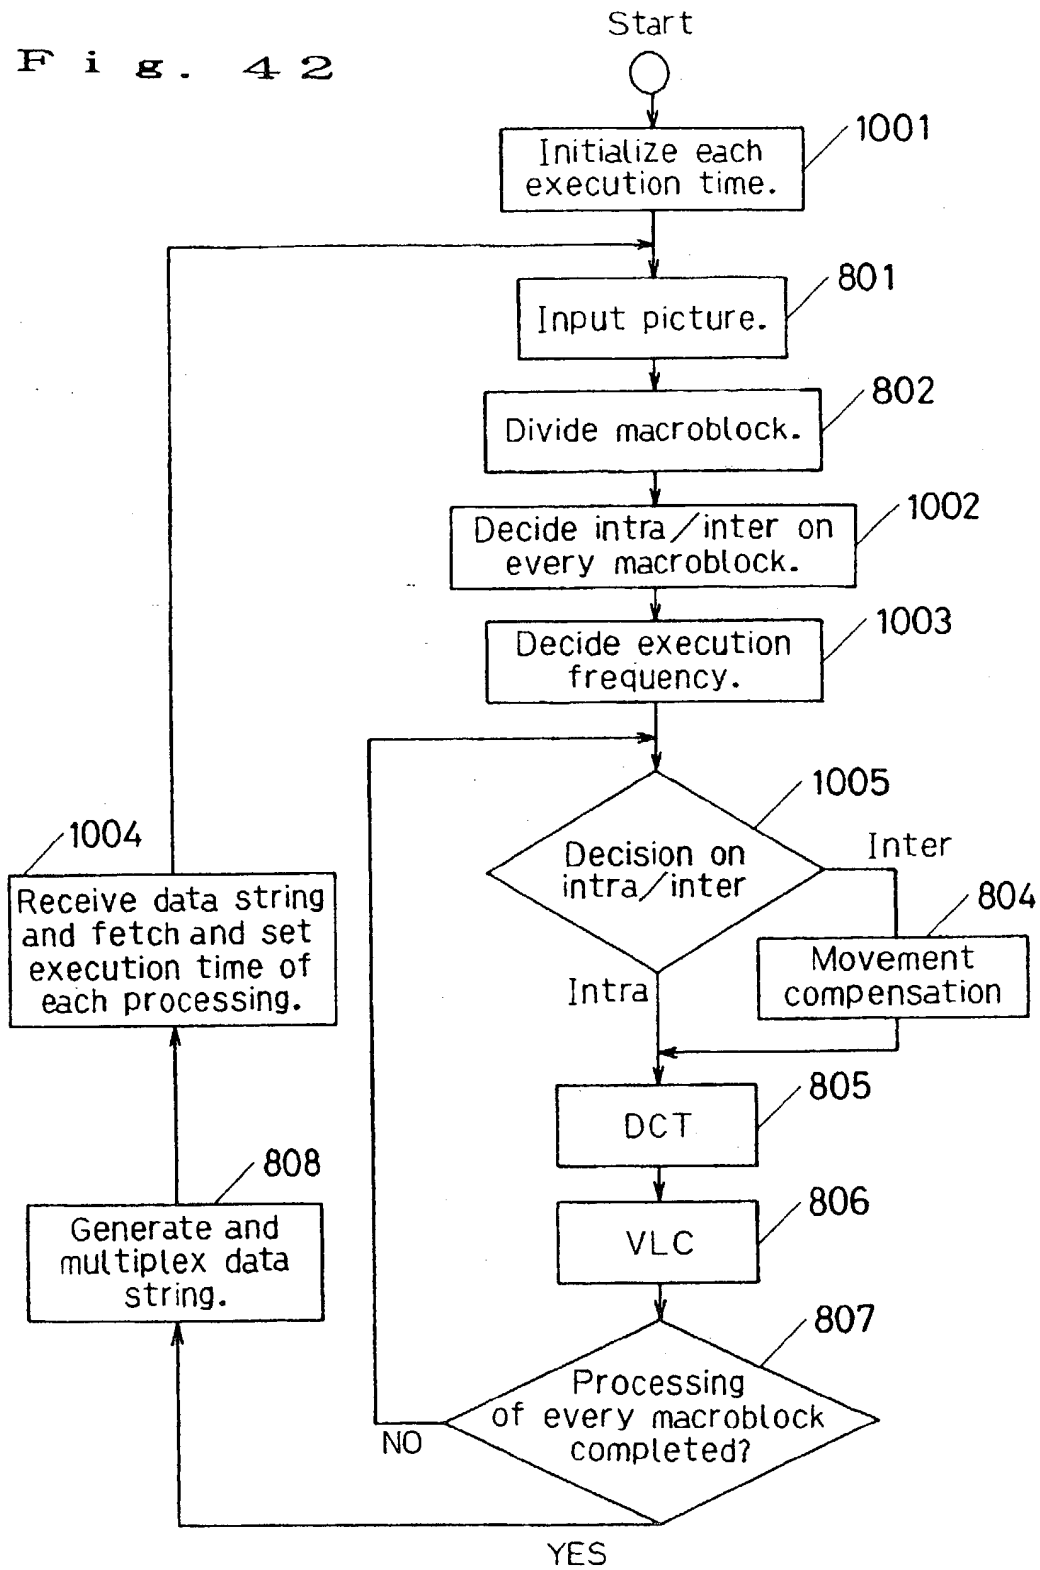 Fig. 42
Start
1001
Initialize each
execution time.
801
Input picture.
802
Divide macroblock.
1002
Decide intra/inter on
every macroblock.
1003
Decide execution
frequency.
1005
Decision on
intra/inter
Inter
804
Movement
compensation
Intra
1004
Receive data string
and fetch and set
execution time of
each processing.
805
DCT
808
Generate and
multiplex data
string.
806
VLC
807
Processing
of every macroblock
completed?
NO
YES